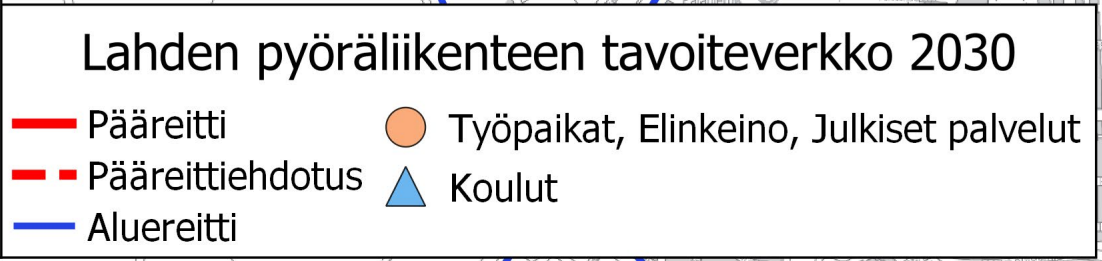 Lahden pyöräliikenteen tavoiteverkko 2030
Pääreitti
Pääreittiehdotus
Aluereitti
Työpaikat, Elinkeino, Julkiset palvelut
Koulut